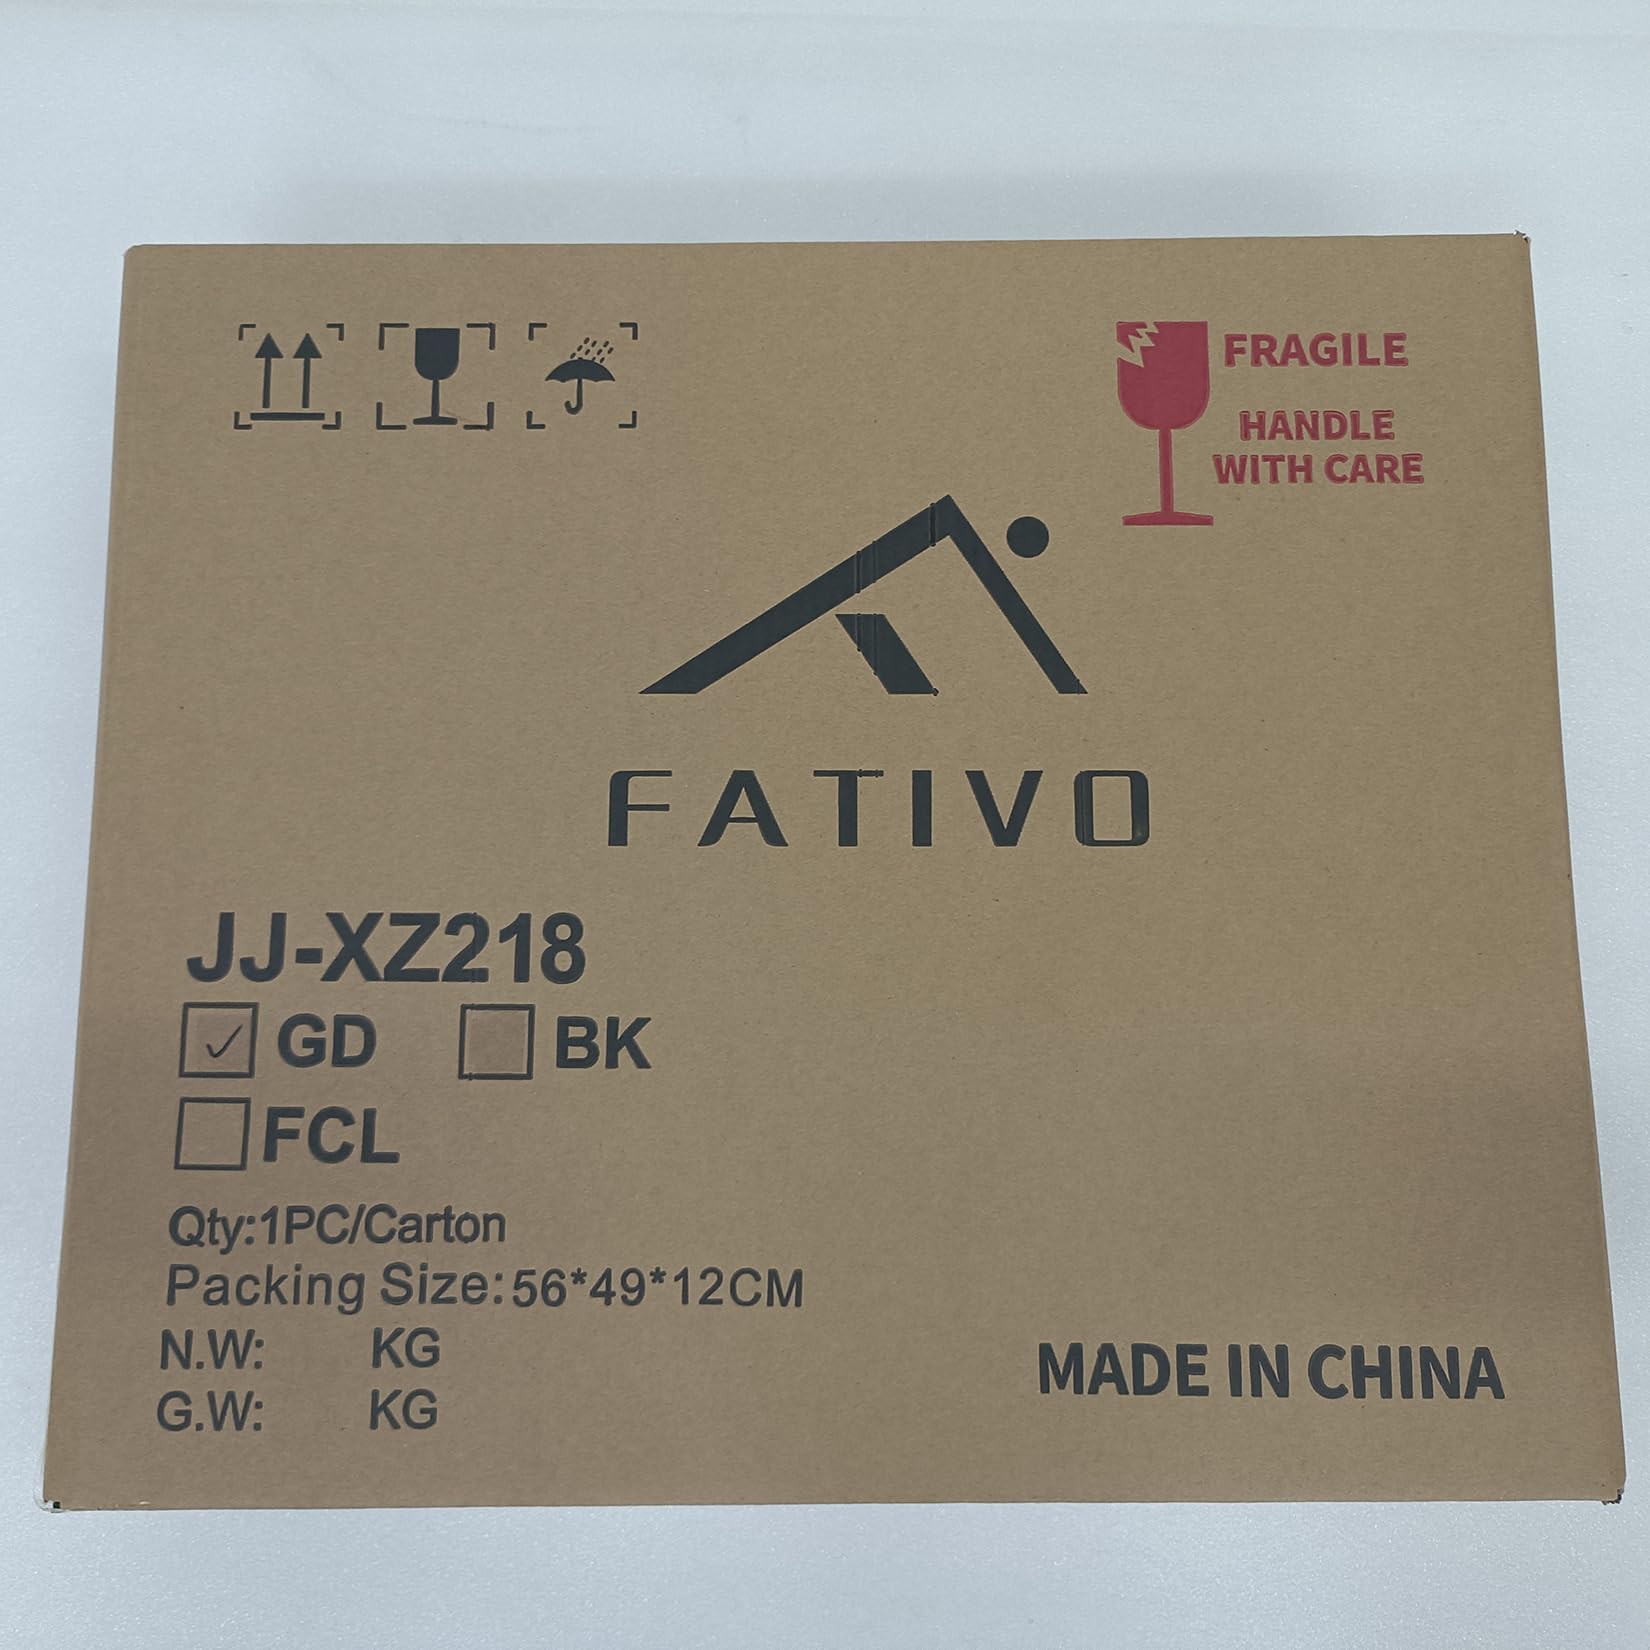 FRAGILE
HANDLE
WITH CARE
FATIVO
JJ-XZ218
GD BK
FCL
Qty:1PC/Carton
Packing Size:56*49*12CM
N.W: KG
G.W: KG
MADE IN CHINA